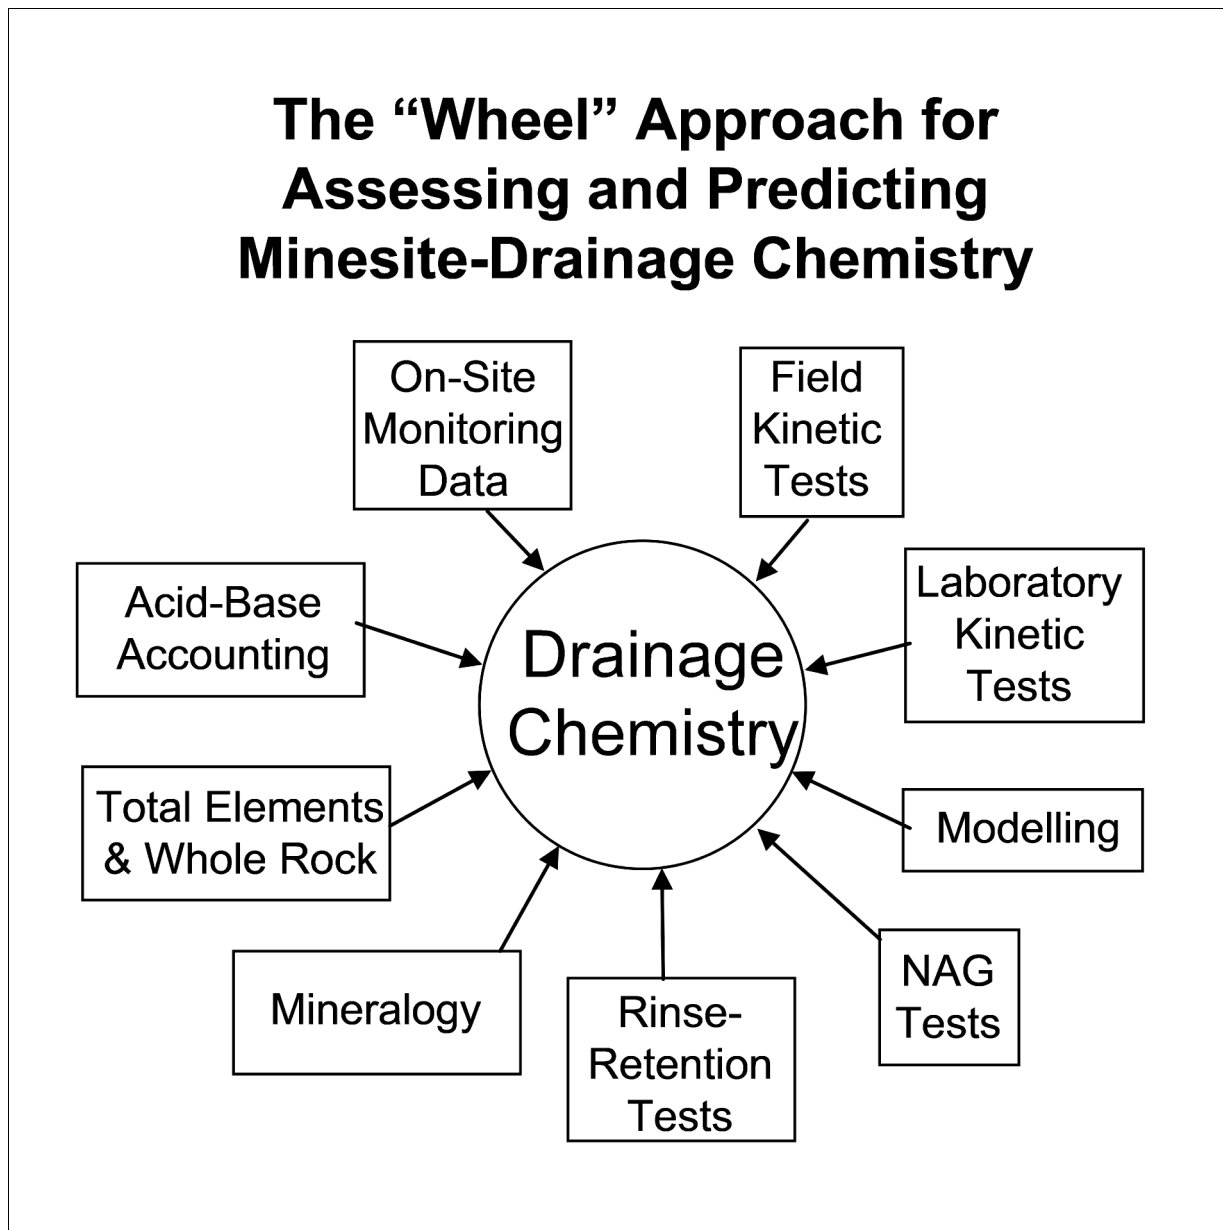 The “Wheel” Approach for
Assessing and Predicting
Minesite-Drainage Chemistry
On-Site
Monitoring
Data
Field
Kinetic
Tests
Acid-Base
Accounting
Laboratory
Kinetic
Tests
Drainage
Chemistry
Total Elements
& Whole Rock
Modelling
Mineralogy
Rinse-
Retention
Tests
NAG
Tests